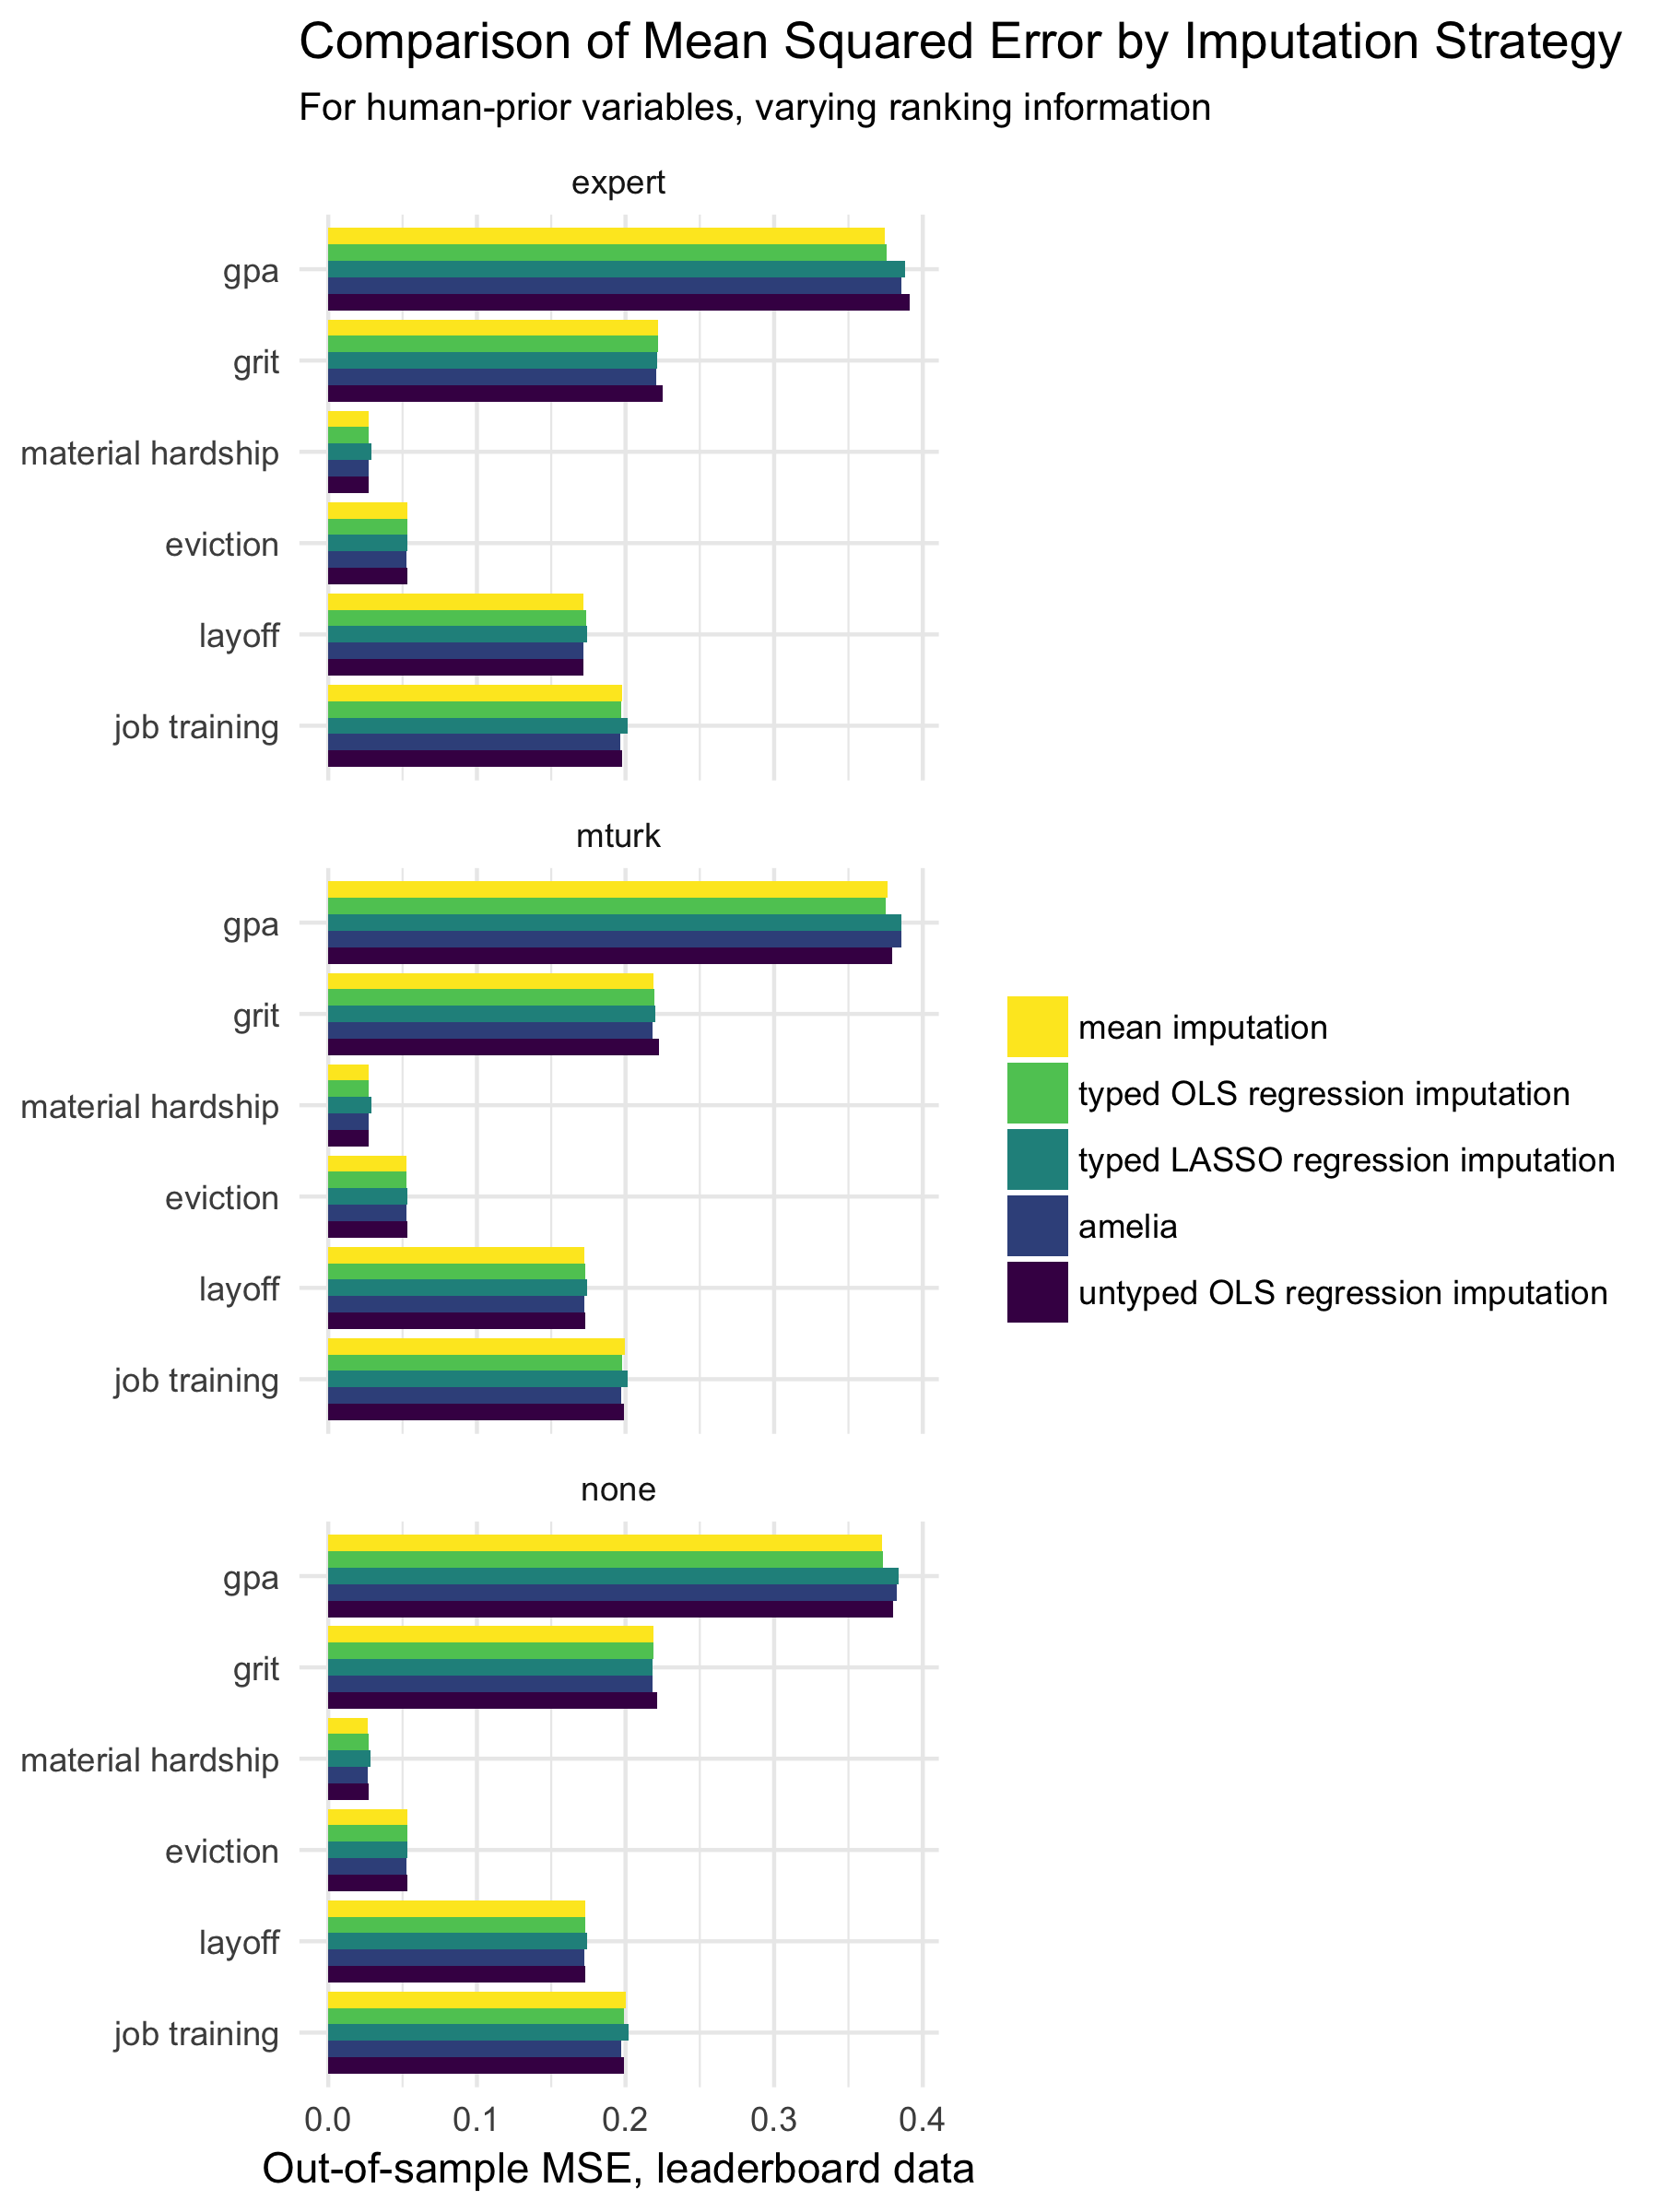 Comparison of Mean Squared Error by Imputation Strategy
For human-prior variables, varying ranking information
expert
gpa
grit
material hardship
eviction
layoff
job training
mturk
gpa
grit
material hardship
eviction
layoff
job training
mean imputation
typed OLS regression imputation
typed LASSO regression imputation
amelia
untyped OLS regression imputation
none
gpa
grit
material hardship
eviction
layoff
job training
0.0 0.1 0.2 0.3 0.4
Out-of-sample MSE, leaderboard data